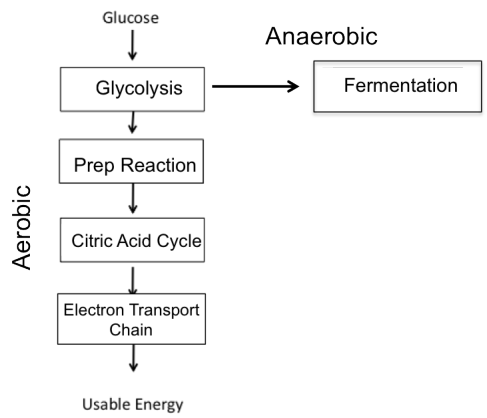 Glucose
Anaerobic
Glycolysis
Fermentation
Prep Reaction
Aerobic
Citric Acid Cycle
Electron Transport
Chain
Usable Energy